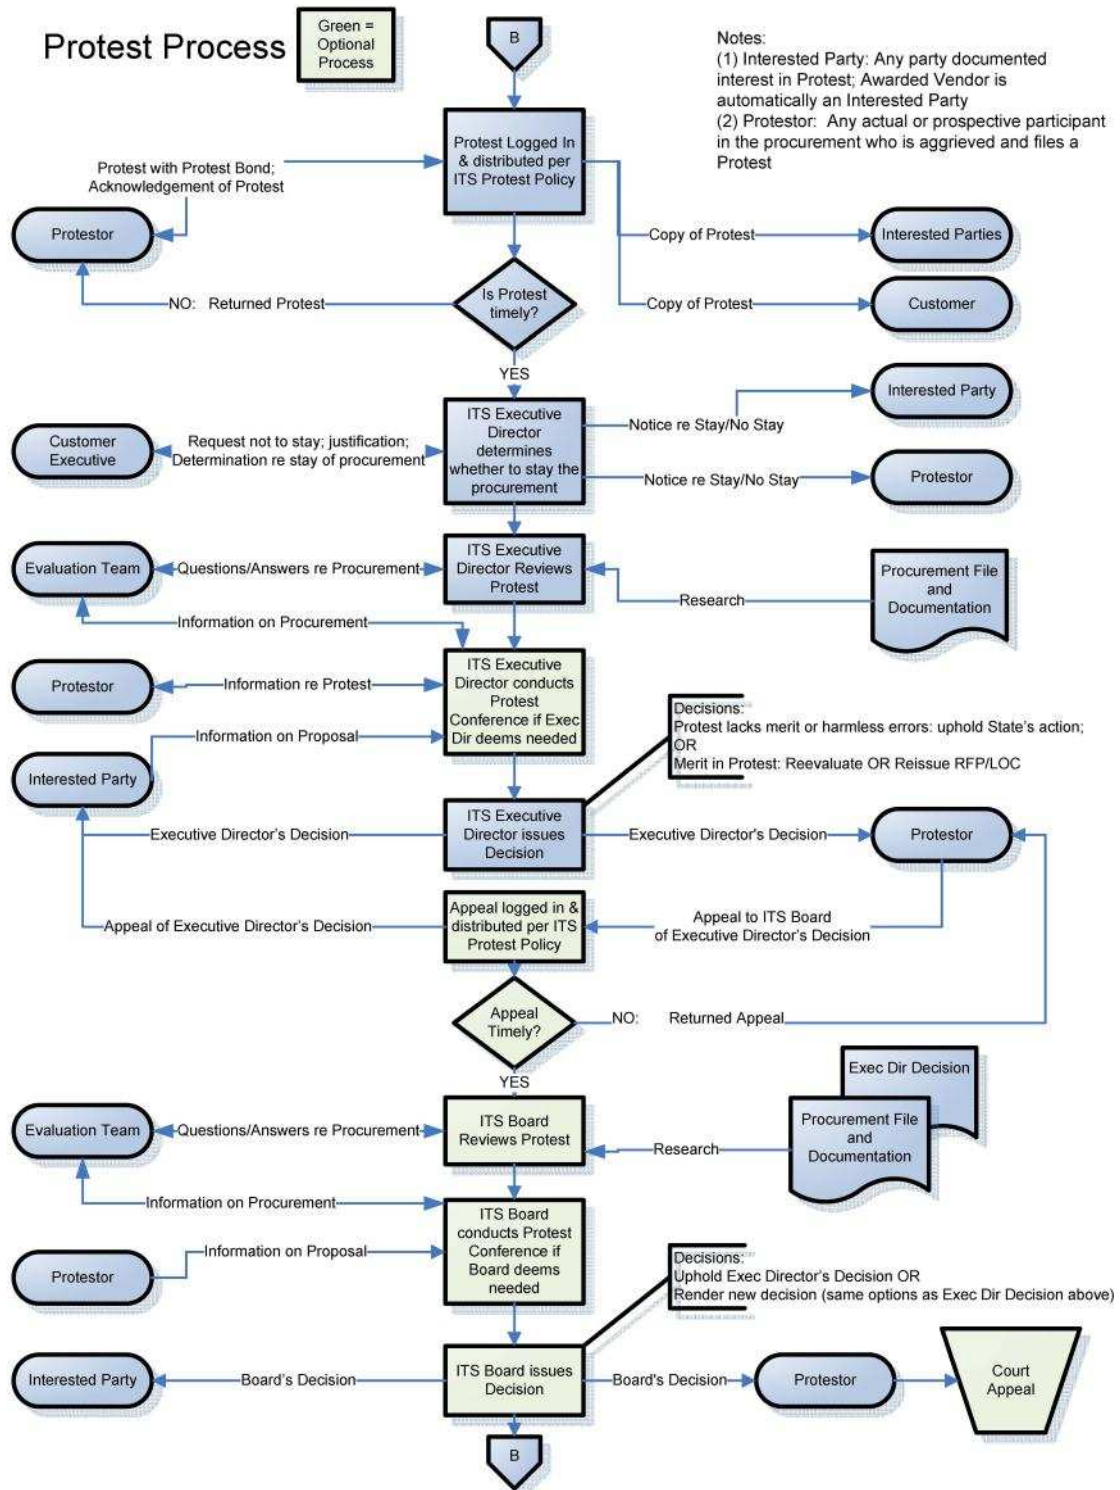 Protest Process
Green =
Optional
Process
B
Notes:
(1) Interested Party: Any party documented
interest in Protest; Awarded Vendor is
automatically an Interested Party
(2) Protestor: Any actual or prospective participant
in the procurement who is aggrieved and files a
Protest
Protest Logged In
& distributed per
ITS Protest Policy
Protest with Protest Bond;
Acknowledgement of Protest
Protestor
Copy of Protest
Interested Parties
Is Protest
timely?
NO: Returned Protest
Copy of Protest
Customer
YES
Interested Party
ITS Executive
Director
determines
whether to stay the
procurement
Notice re Stay/No Stay
Customer
Executive
Request not to stay; justification;
Determination re stay of procurement
Notice re Stay/No Stay
Protestor
Evaluation Team
Questions/Answers re Procurement
ITS Executive
Director Reviews
Protest
Research
Procurement File
and
Documentation
Information on Procurement
ITS Executive
Director conducts
Protest
Conference if Exec
Dir deems needed
Protestor
Information re Protest
Information on Proposal
Interested Party
Decisions:
Protest lacks merit or harmless errors: uphold State's action;
OR
Merit in Protest: Reevaluate OR Reissue RFP/LOC
Executive Director's Decision
ITS Executive
Director issues
Decision
Executive Director's Decision
Protestor
Appeal of Executive Director's Decision
Appeal logged in &
distributed per ITS
Protest Policy
Appeal to ITS Board
of Executive Director's Decision
Appeal
Timely?
NO: Returned Appeal
YES
Exec Dir Decision
Procurement File
and
Documentation
Evaluation Team
Questions/Answers re Procurement
ITS Board
Reviews Protest
Research
Information on Procurement
ITS Board
conducts Protest
Conference if
Board deems
needed
Information on Proposal
Protestor
Decisions:
Uphold Exec Director's Decision OR
Render new decision (same options as Exec Dir Decision above)
Interested Party
Board's Decision
ITS Board issues
Decision
Board's Decision
Protestor
Court
Appeal
B